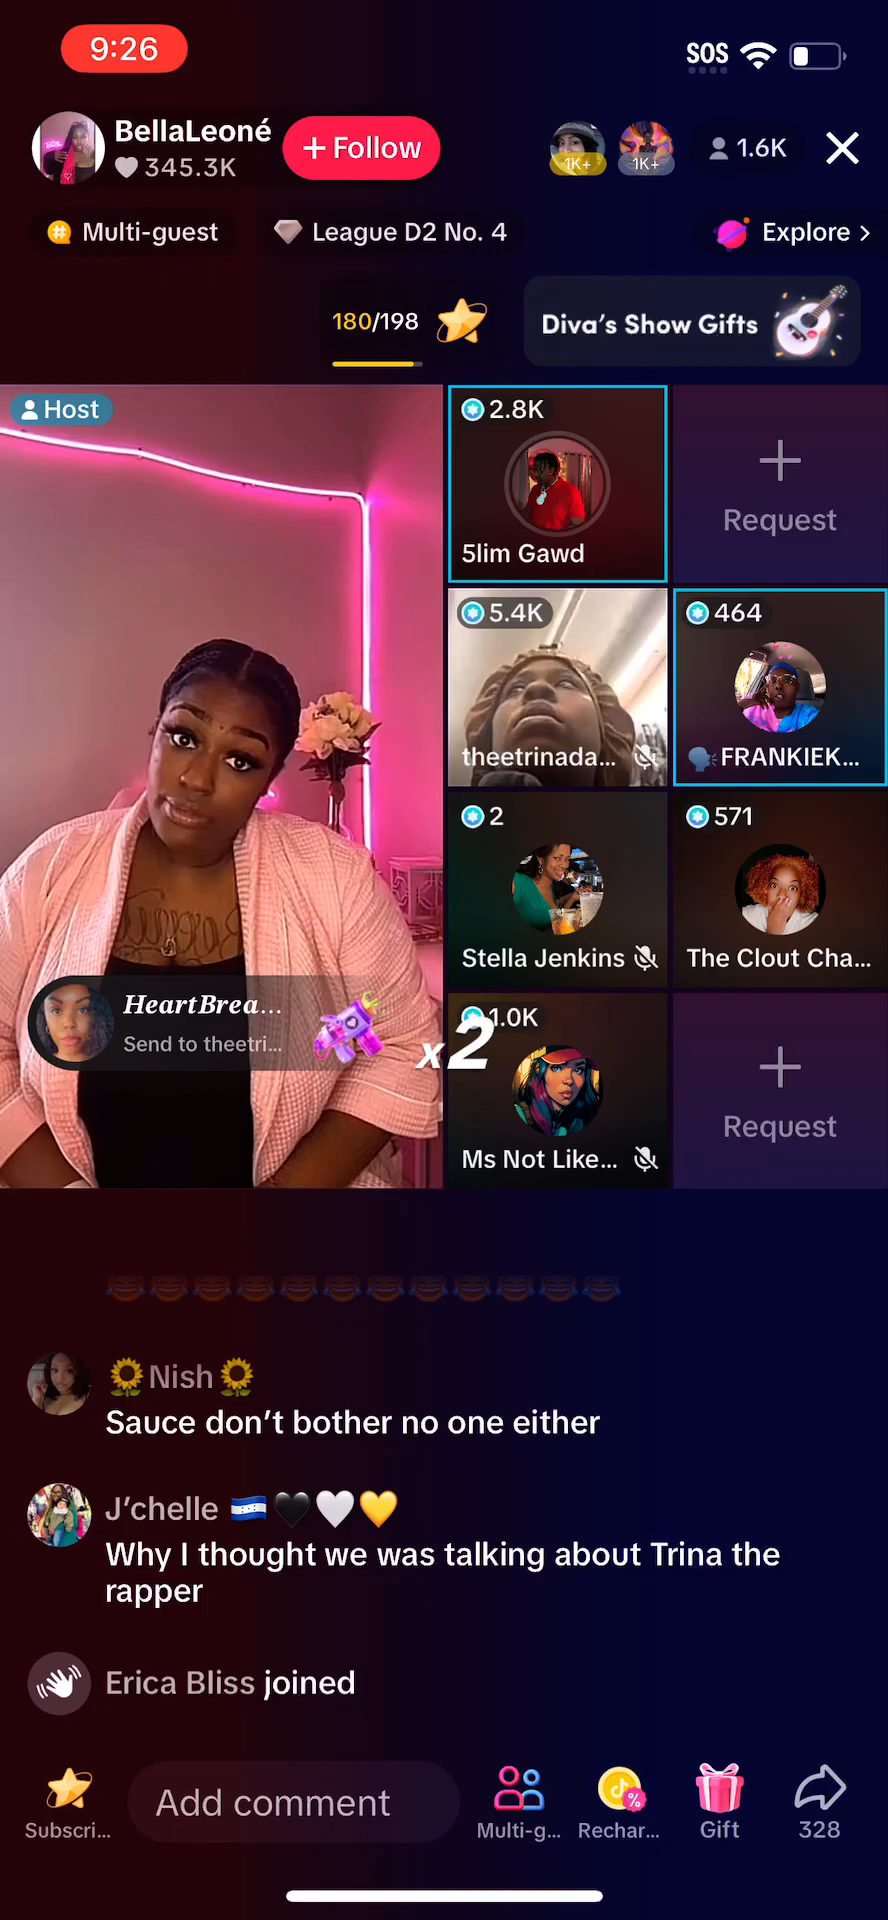 9:26
SOS
BellaLeoné
+ Follow
345.3K
1K+
1K+
1.6K
Multi-guest
League D2 No. 4
Explore >
180/198
Diva's Show Gifts
Host
2.8K
5lim Gawd
Request
5.4K
theetrinada...
464
FRANKIEK...
2
Stella Jenkins
571
The Clout Cha...
HeartBrea...
Send to theetri...
x2
1.0K
Ms Not Like...
Request
😂😂😂😂😂😂😂😂😂😂😂😂
🌻Nish🌻
Sauce don't bother no one either
J'chelle 🇭🇳🖤🤍💛
Why I thought we was talking about Trina the
rapper
Erica Bliss joined
Subscri...
Add comment
Multi-g...
Rechar...
Gift
328